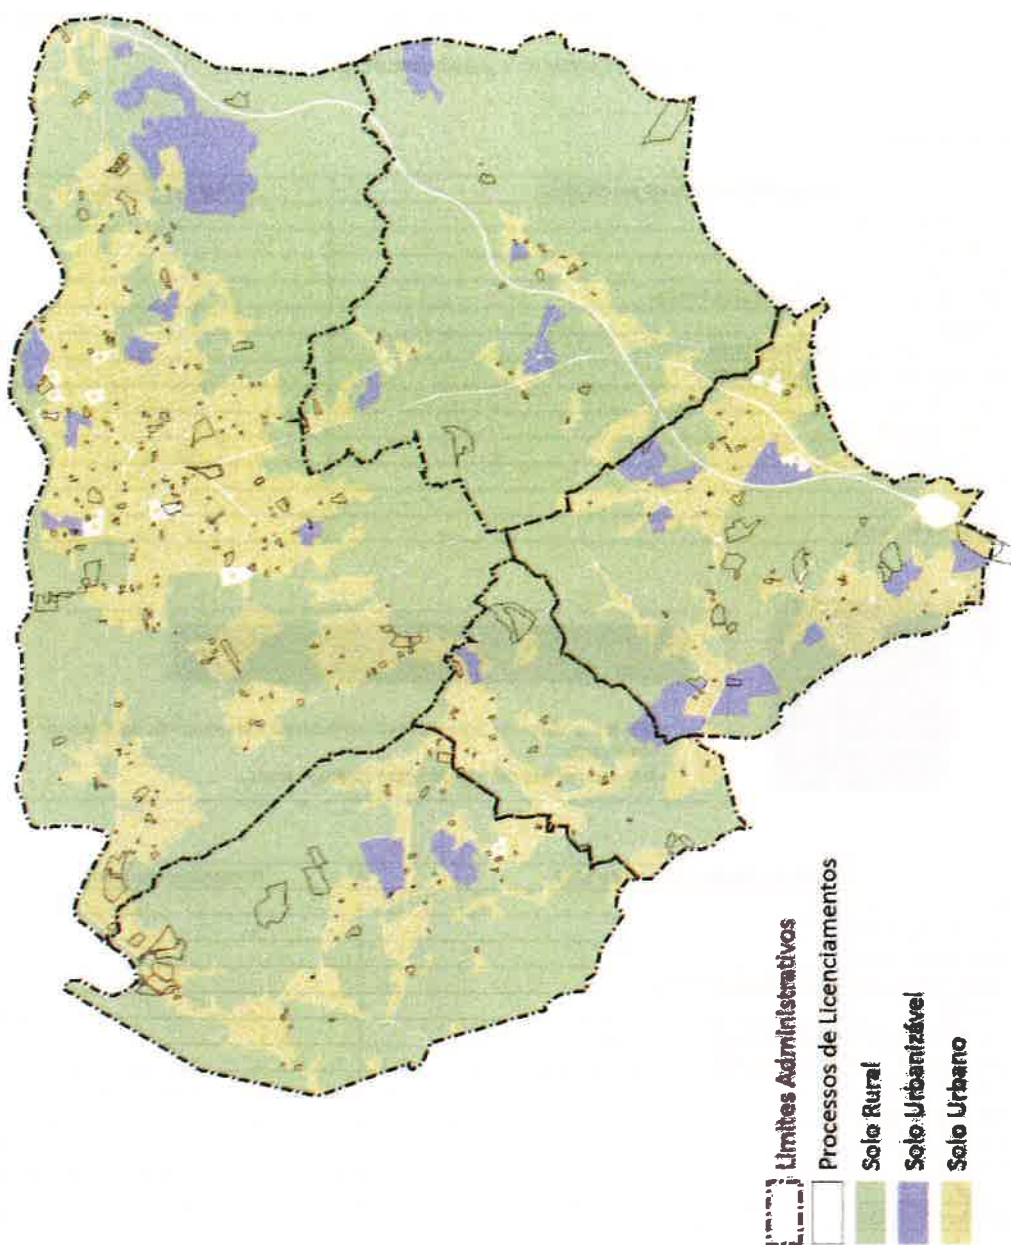 Limites Administrativos
Processos de Licenciamentos
Solo Rural
Solo Urbanizável
Solo Urbano